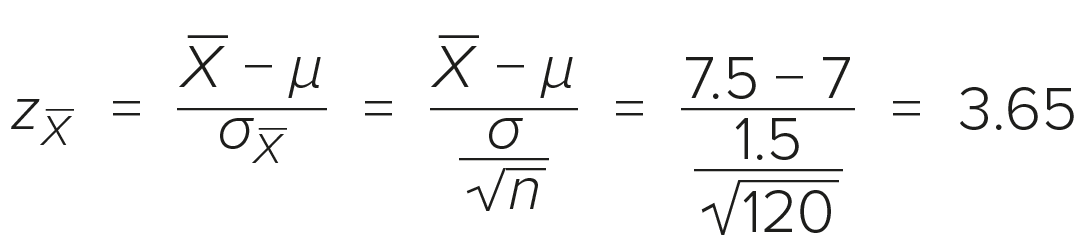 z_X̅ = (X̅ − μ)/σ_X̅ = (X̅ − μ)/(σ/√n) = (7.5 − 7)/(1.5/√120) = 3.65